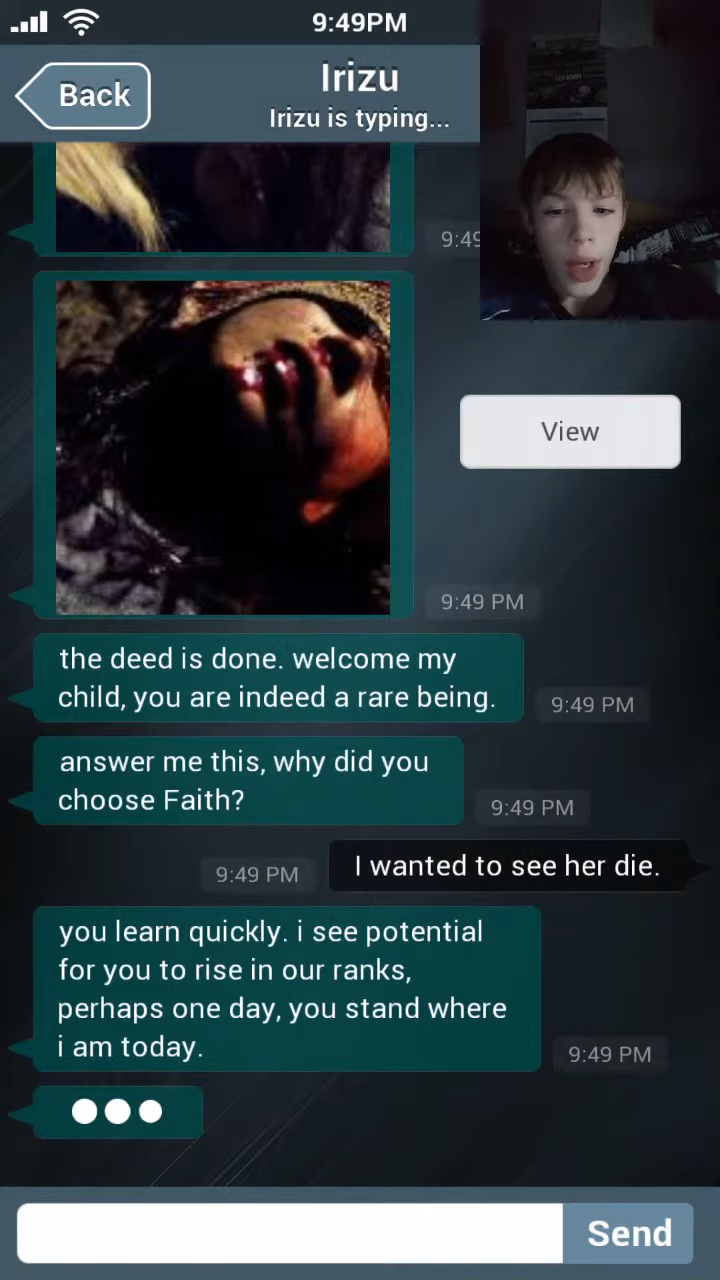 9:49PM
Back
Irizu
Irizu is typing...
9:49
View
9:49 PM
the deed is done. welcome my
child, you are indeed a rare being.
9:49 PM
answer me this, why did you
choose Faith?
9:49 PM
9:49 PM
I wanted to see her die.
you learn quickly. i see potential
for you to rise in our ranks,
perhaps one day, you stand where
i am today.
9:49 PM
Send